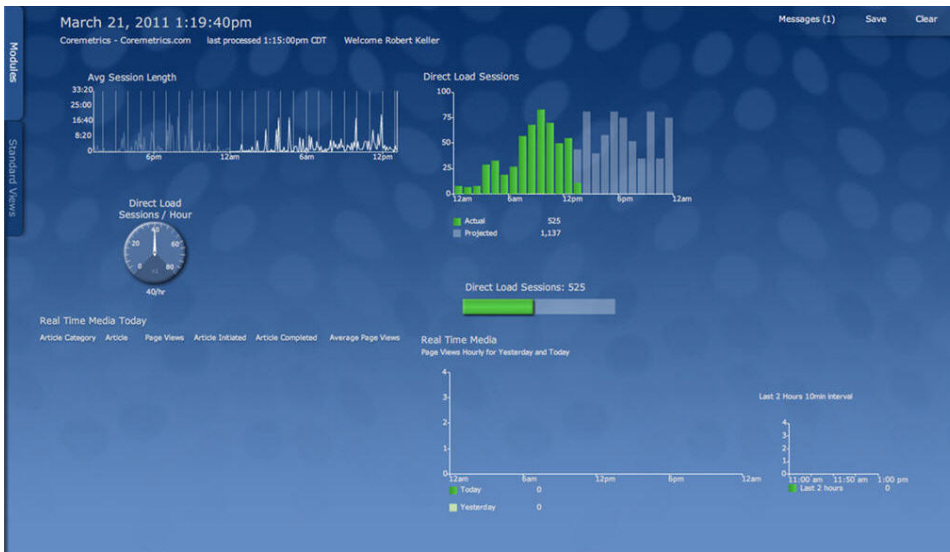 March 21, 2011 1:19:40pm
Messages (1) Save Clear
Coremetrics - Coremetrics.com last processed 1:15:00pm CDT Welcome Robert Keller
Modules
Standard Views
Avg Session Length
33:20
25:00
16:40
8:20
0
6pm 12am 6am 12pm
Direct Load Sessions
100
75
50
25
0
12am 6am 12pm 6pm 12am
Actual 525
Projected 1,137
Direct Load
Sessions / Hour
0 20 40 60 80
40/hr
Direct Load Sessions: 525
Real Time Media Today
Article Category Article Page Views Article Initiated Article Completed Average Page Views
Real Time Media
Page Views Hourly for Yesterday and Today
4
3
2
1
0
12am 6am 12pm 6pm 12am
Today 0
Yesterday 0
Last 2 Hours 10min interval
4
3
2
1
0
11:00 am 11:50 am 1:00 pm
Last 2 hours 0